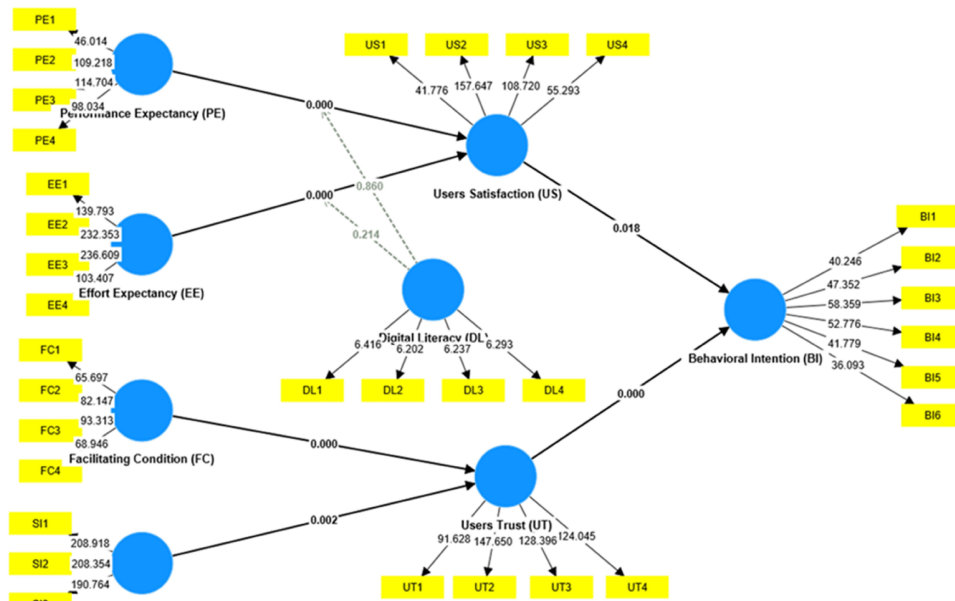 PE1
46.014
PE2
109.218
114.704
PE3
98.034
Performance Expectancy (PE)
PE4
US1
US2
US3
US4
41.776
157.647
108.720
55.293
0.000
Users Satisfaction (US)
EE1
139.793
EE2
232.353
236.609
EE3
103.407
Effort Expectancy (EE)
EE4
0.000
0.860
0.214
0.018
Digital Literacy (DL)
6.416
6.202
6.237
6.293
DL1
DL2
DL3
DL4
BI1
40.246
BI2
47.352
58.359
BI3
52.776
BI4
41.779
Behavioral Intention (BI)
36.093
BI5
BI6
FC1
65.697
FC2
82.147
93.313
FC3
68.946
Facilitating Condition (FC)
FC4
0.000
0.000
0.002
Users Trust (UT)
91.628
147.650
128.396
124.045
UT1
UT2
UT3
UT4
SI1
208.918
SI2
208.354
190.764